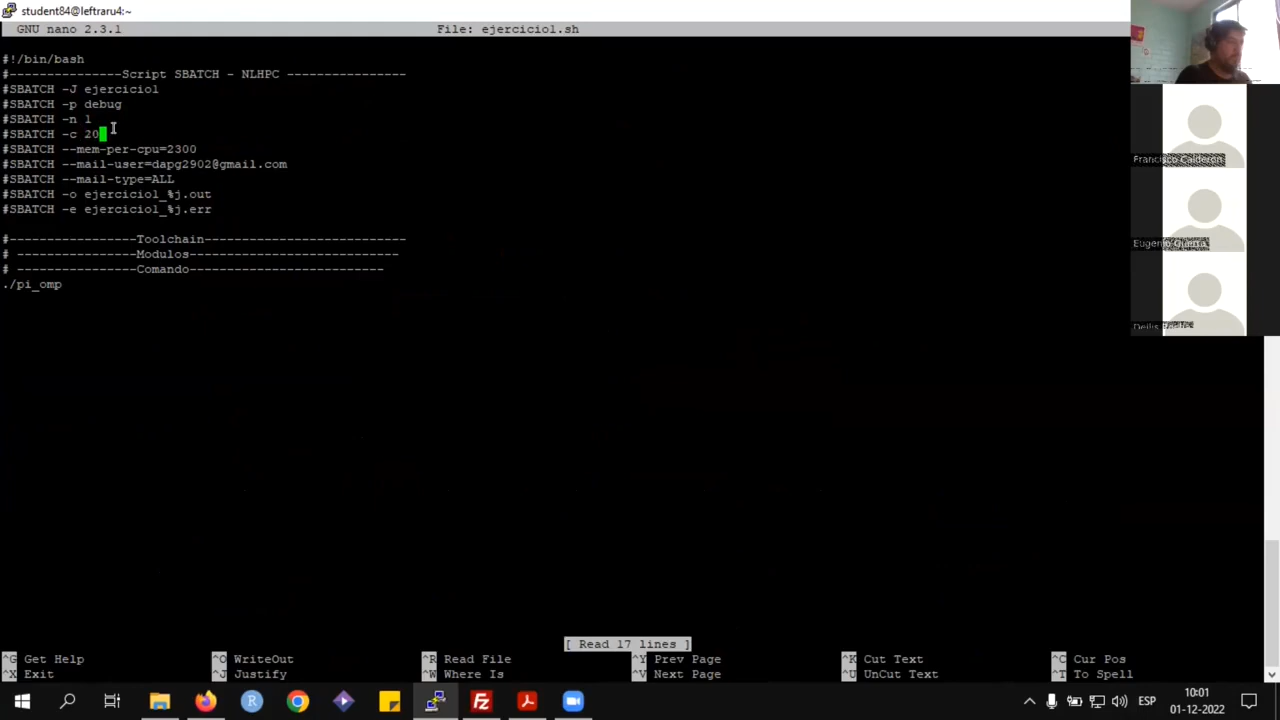 student84@leftraru4:~
GNU nano 2.3.1 File: ejercicio1.sh
#!/bin/bash
#---------------Script SBATCH - NLHPC ----------------
#SBATCH -J ejercicio1
#SBATCH -p debug
#SBATCH -n 1
#SBATCH -c 20
#SBATCH --mem-per-cpu=2300
#SBATCH --mail-user=dapg2902@gmail.com
#SBATCH --mail-type=ALL
#SBATCH -o ejercicio1_%j.out
#SBATCH -e ejercicio1_%j.err
#-----------------Toolchain---------------------------
# ----------------Modulos----------------------------
# ----------------Comando--------------------------
./pi_omp
Francisco Calderon
Eugenio Guerra
[ Read 17 lines ]
^G Get Help ^O WriteOut ^R Read File ^Y Prev Page ^K Cut Text ^C Cur Pos
^X Exit ^J Justify ^W Where Is ^V Next Page ^U UnCut Text ^T To Spell
ESP
10:01
01-12-2022